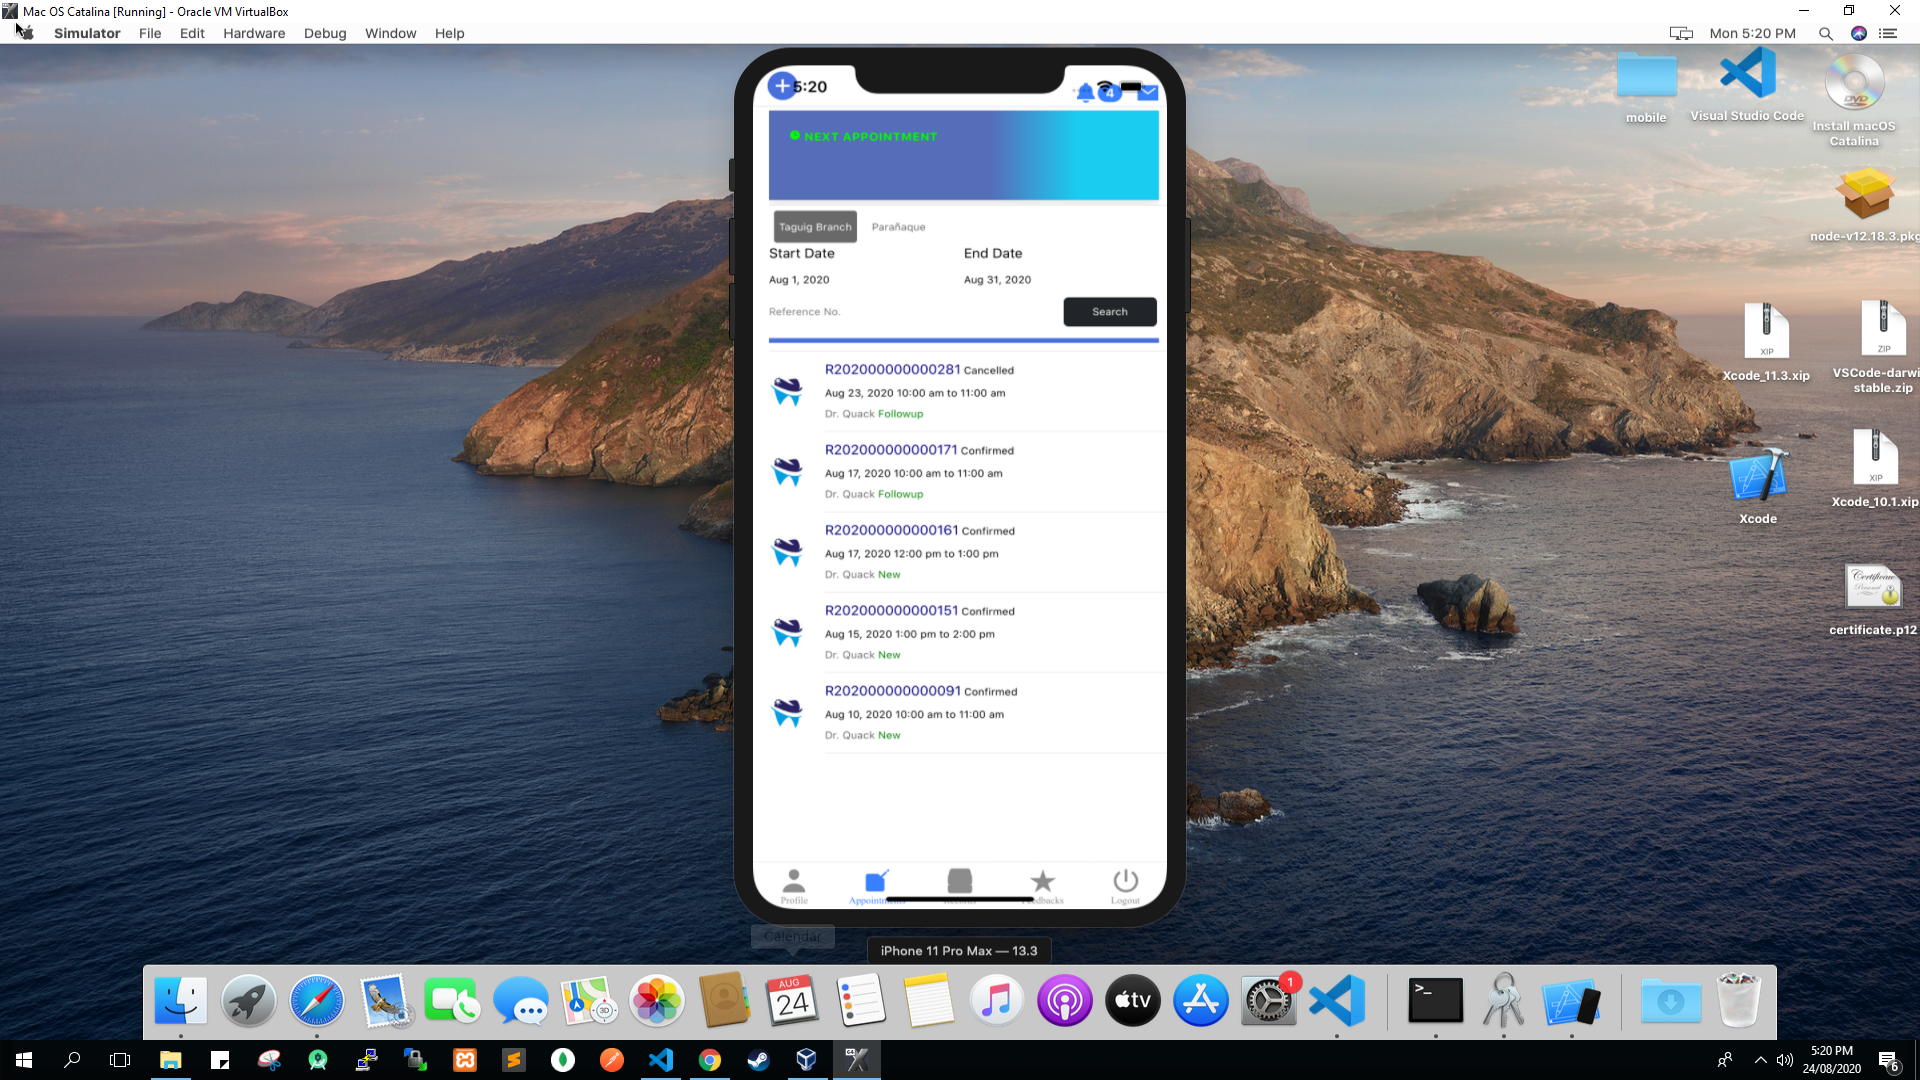 Mac OS Catalina [Running] - Oracle VM VirtualBox
Simulator File Edit Hardware Debug Window Help
Mon 5:20 PM
5:20
4
NEXT APPOINTMENT
Taguig Branch Parañaque
Start Date End Date
Aug 1, 2020 Aug 31, 2020
Reference No. Search
R202000000000281 Cancelled
Aug 23, 2020 10:00 am to 11:00 am
Dr. Quack Followup
R202000000000171 Confirmed
Aug 17, 2020 10:00 am to 11:00 am
Dr. Quack Followup
R202000000000161 Confirmed
Aug 17, 2020 12:00 pm to 1:00 pm
Dr. Quack New
R202000000000151 Confirmed
Aug 15, 2020 1:00 pm to 2:00 pm
Dr. Quack New
R202000000000091 Confirmed
Aug 10, 2020 10:00 am to 11:00 am
Dr. Quack New
Profile Logout
Calendar
iPhone 11 Pro Max — 13.3
mobile
Visual Studio Code
DVD
Install macOS
Catalina
node-v12.18.3.pkg
XIP
Xcode_11.3.xip
ZIP
VSCode-darwi
stable.zip
Xcode
XIP
Xcode_10.1.xip
Certificate
certificate.p12
AUG
24
3D
tv
1
>_
5:20 PM
24/08/2020
6